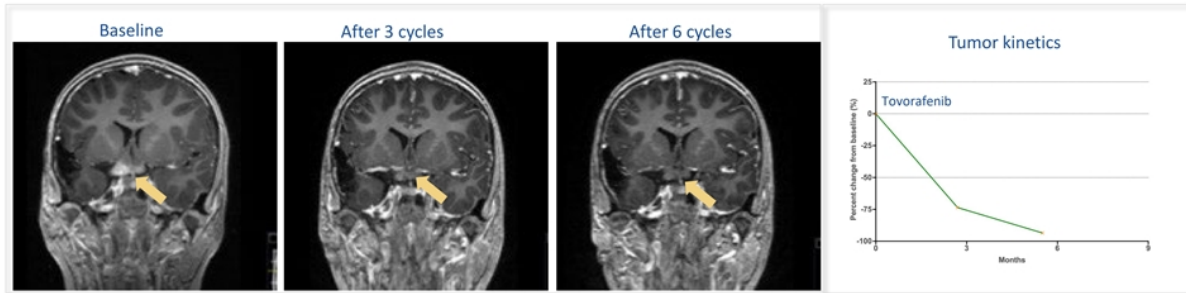 Baseline
After 3 cycles
After 6 cycles
Tumor kinetics
Percent change from baseline (%)
25
0
-25
-50
-75
-100
Tovorafenib
3
6
9
0
Months